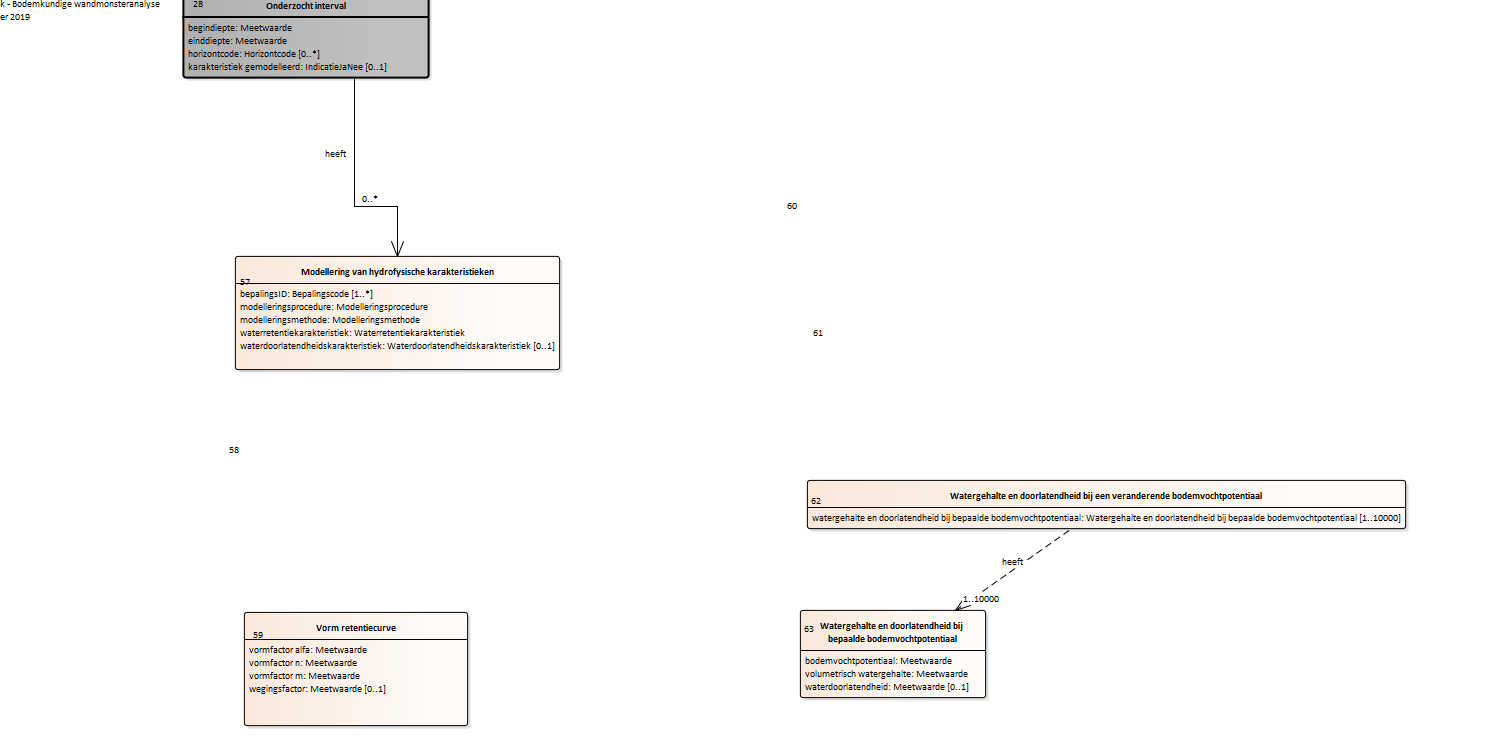 k - Bodemkundige wandmonsteranalyse
er 2019
28
Onderzocht interval
begindiepte: Meetwaarde
einddiepte: Meetwaarde
horizontcode: Horizontcode [0..*]
karakteristiek gemodelleerd: IndicatieJaNee [0..1]
heeft
0..*
60
57
Modellering van hydrofysische karakteristieken
bepalingsID: Bepalingscode [1..*]
modelleringsprocedure: Modelleringsprocedure
modelleringsmethode: Modelleringsmethode
waterretentiekarakteristiek: Waterretentiekarakteristiek
waterdoorlatendheidskarakteristiek: Waterdoorlatendheidskarakteristiek [0..1]
61
58
62
Watergehalte en doorlatendheid bij een veranderende bodemvochtpotentiaal
watergehalte en doorlatendheid bij bepaalde bodemvochtpotentiaal: Watergehalte en doorlatendheid bij bepaalde bodemvochtpotentiaal [1..10000]
heeft
1..10000
59
Vorm retentiecurve
vormfactor alfa: Meetwaarde
vormfactor n: Meetwaarde
vormfactor m: Meetwaarde
wegingsfactor: Meetwaarde [0..1]
63
Watergehalte en doorlatendheid bij
bepaalde bodemvochtpotentiaal
bodemvochtpotentiaal: Meetwaarde
volumetrisch watergehalte: Meetwaarde
waterdoorlatendheid: Meetwaarde [0..1]